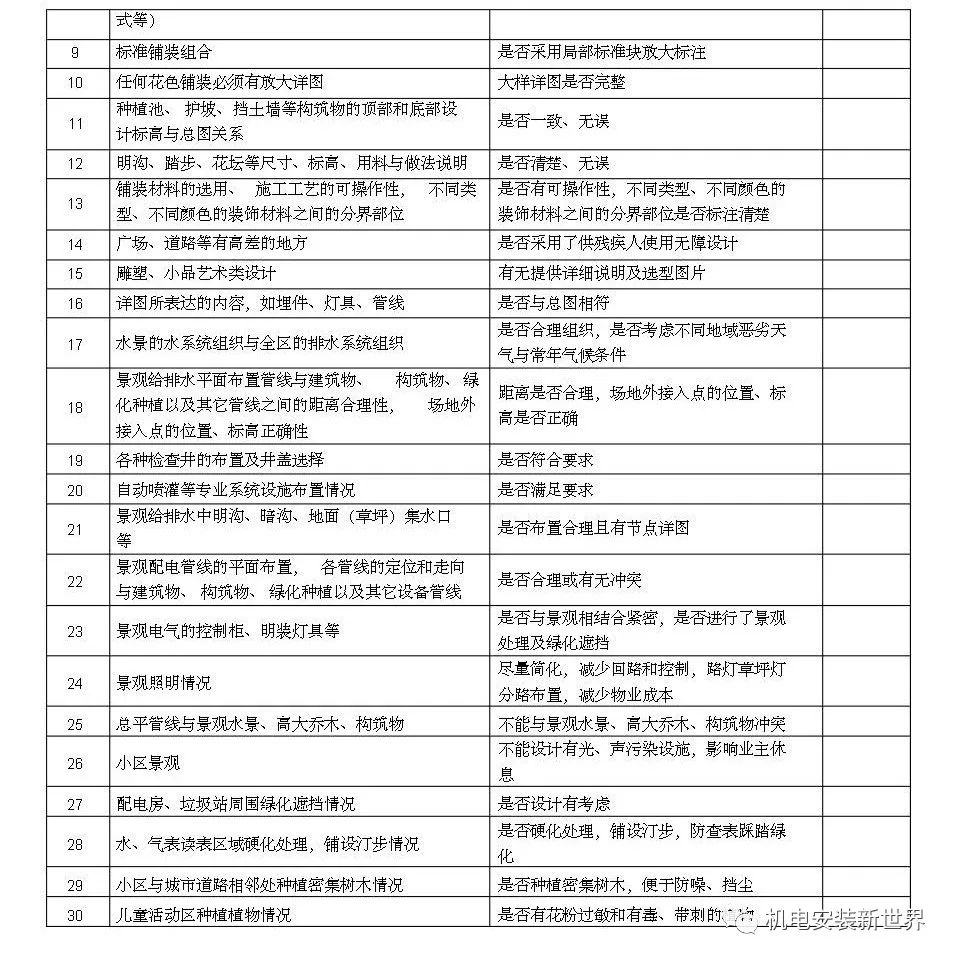 式等）
9 标准铺装组合 是否采用局部标准块放大标注
10 任何花色铺装必须有放大详图 大样详图是否完整
11 种植池、护坡、挡土墙等构筑物的顶部和底部设
计标高与总图关系 是否一致、无误
12 明沟、踏步、花坛等尺寸、标高、用料与做法说明 是否清楚、无误
13 铺装材料的选用、 施工工艺的可操作性， 不同类
型、不同颜色的装饰材料之间的分界部位
是否有可操作性，不同类型、不同颜色的
装饰材料之间的分界部位是否标注清楚
14 广场、道路等有高差的地方 是否采用了供残疾人使用无障设计
15 雕塑、小品艺术类设计 有无提供详细说明及选型图片
16 详图所表达的内容，如埋件、灯具、管线 是否与总图相符
17 水景的水系统组织与全区的排水系统组织
是否合理组织，是否考虑不同地域恶劣天
气与常年气候条件
18 景观给排水平面布置管线与建筑物、 构筑物、绿
化种植以及其它管线之间的距离合理性， 场地外
接入点的位置、标高正确性
距离是否合理，场地外接入点的位置、标
高是否正确
19 各种检查井的布置及井盖选择 是否符合要求
20 自动喷灌等专业系统设施布置情况 是否满足要求
21 景观给排水中明沟、暗沟、地面（草坪）集水口
等 是否布置合理且有节点详图
22 景观配电管线的平面布置， 各管线的定位和走向
与建筑物、 构筑物、 绿化种植以及其它设备管线 是否合理或有无冲突
23 景观电气的控制柜、明装灯具等
是否与景观相结合紧密，是否进行了景观
处理及绿化遮挡
24 景观照明情况
尽量简化，减少回路和控制，路灯草坪灯
分路布置，减少物业成本
25 总平管线与景观水景、高大乔木、构筑物 不能与景观水景、高大乔木、构筑物冲突
26 小区景观
不能设计有光、声污染设施，影响业主休
息
27 配电房、垃圾站周围绿化遮挡情况 是否设计有考虑
28 水、气表读表区域硬化处理，铺设汀步情况
是否硬化处理，铺设汀步，防查表踩踏绿
化
29 小区与城市道路相邻处种植密集树木情况 是否种植密集树木，便于防噪、挡尘
30 儿童活动区种植植物情况 是否有花粉过敏和有毒、带刺的
机电安装新世界